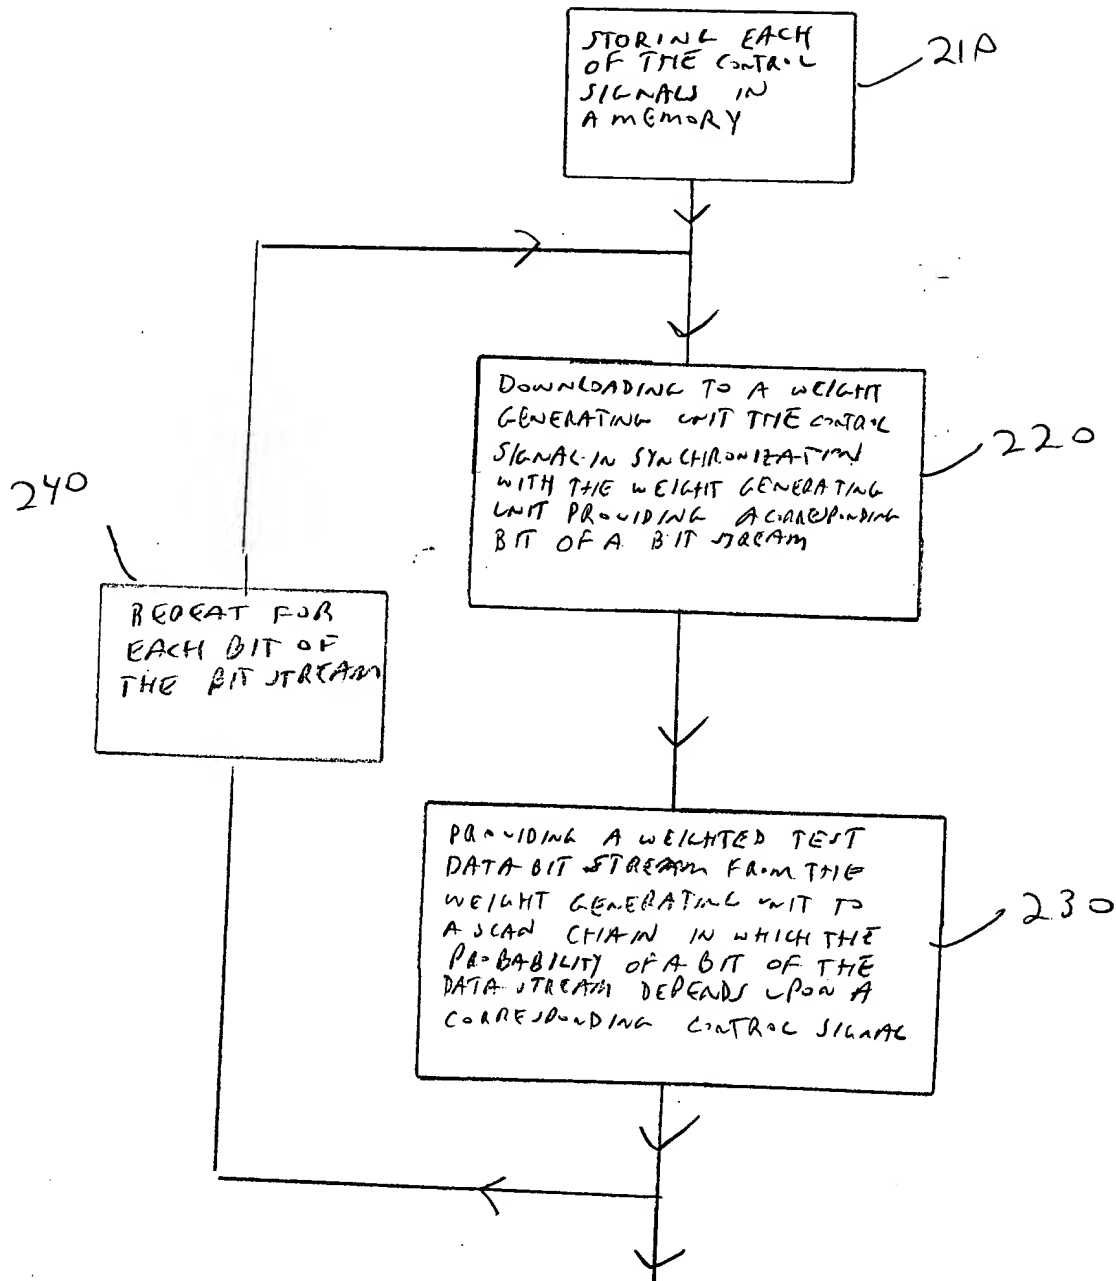 STORING EACH
OF THE CONTROL
SIGNALS IN
A MEMORY
210
DOWNLOADING TO A WEIGHT
GENERATING UNIT THE CONTROL
SIGNAL IN SYNCHRONIZATION
WITH THE WEIGHT GENERATING
UNIT PROVIDING A CORRESPONDING
BIT OF A BIT STREAM
220
240
REPEAT FOR
EACH BIT OF
THE BIT STREAM
PROVIDING A WEIGHTED TEST
DATA BIT STREAM FROM THE
WEIGHT GENERATING UNIT TO
A SCAN CHAIN IN WHICH THE
PROBABILITY OF A BIT OF THE
DATA STREAM DEPENDS UPON A
CORRESPONDING CONTROL SIGNAL
230